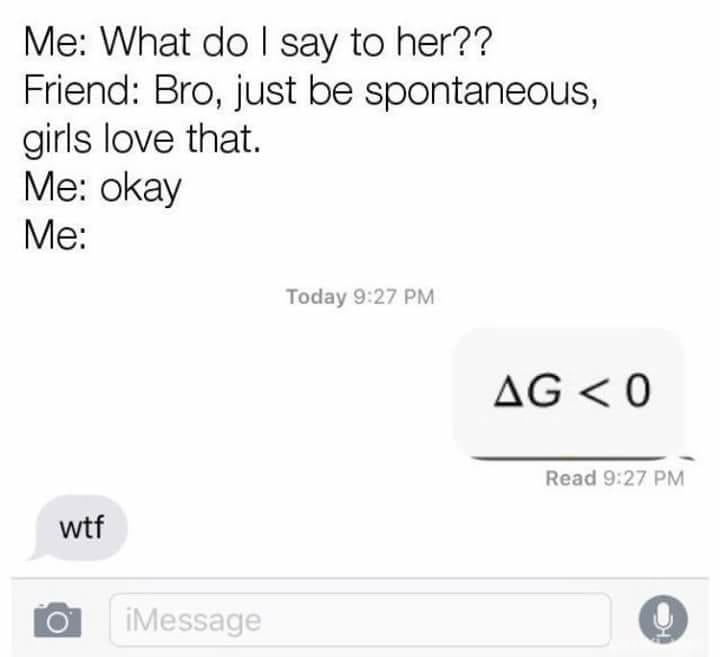 Me: What do I say to her??
Friend: Bro, just be spontaneous,
girls love that.
Me: okay
Me:
Today 9:27 PM
ΔG < 0
Read 9:27 PM
wtf
iMessage